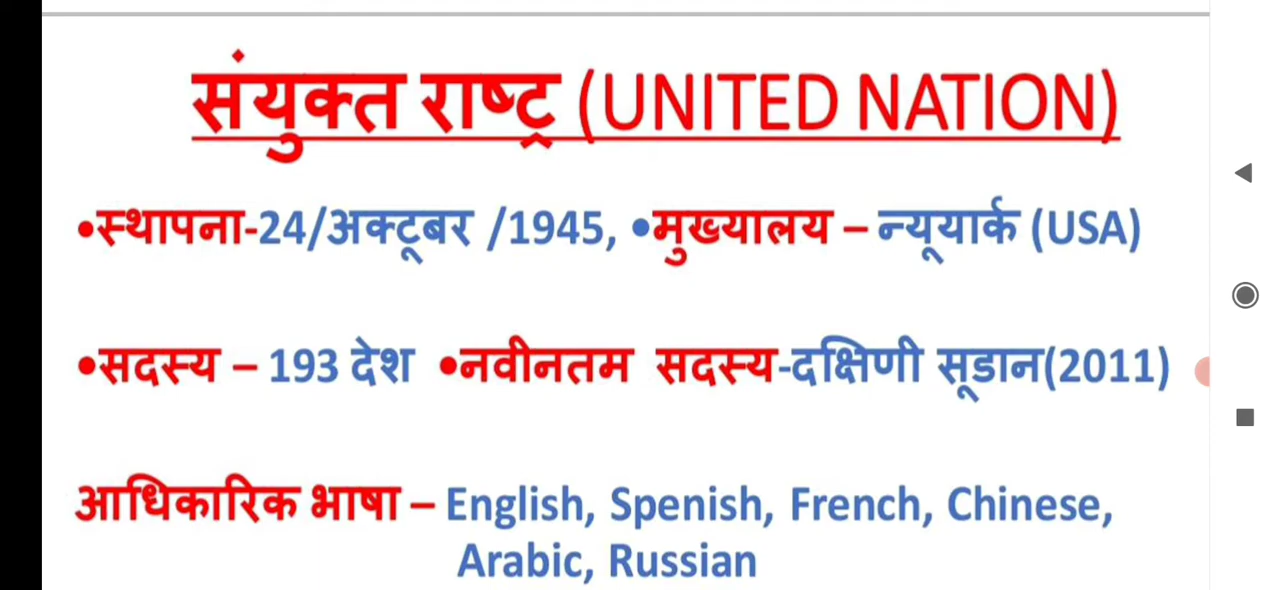 संयुक्त राष्ट्र (UNITED NATION)
•स्थापना-24/अक्टूबर /1945, •मुख्यालय – न्यूयार्क (USA)
•सदस्य – 193 देश •नवीनतम सदस्य-दक्षिणी सूडान(2011)
आधिकारिक भाषा – English, Spenish, French, Chinese,
Arabic, Russian